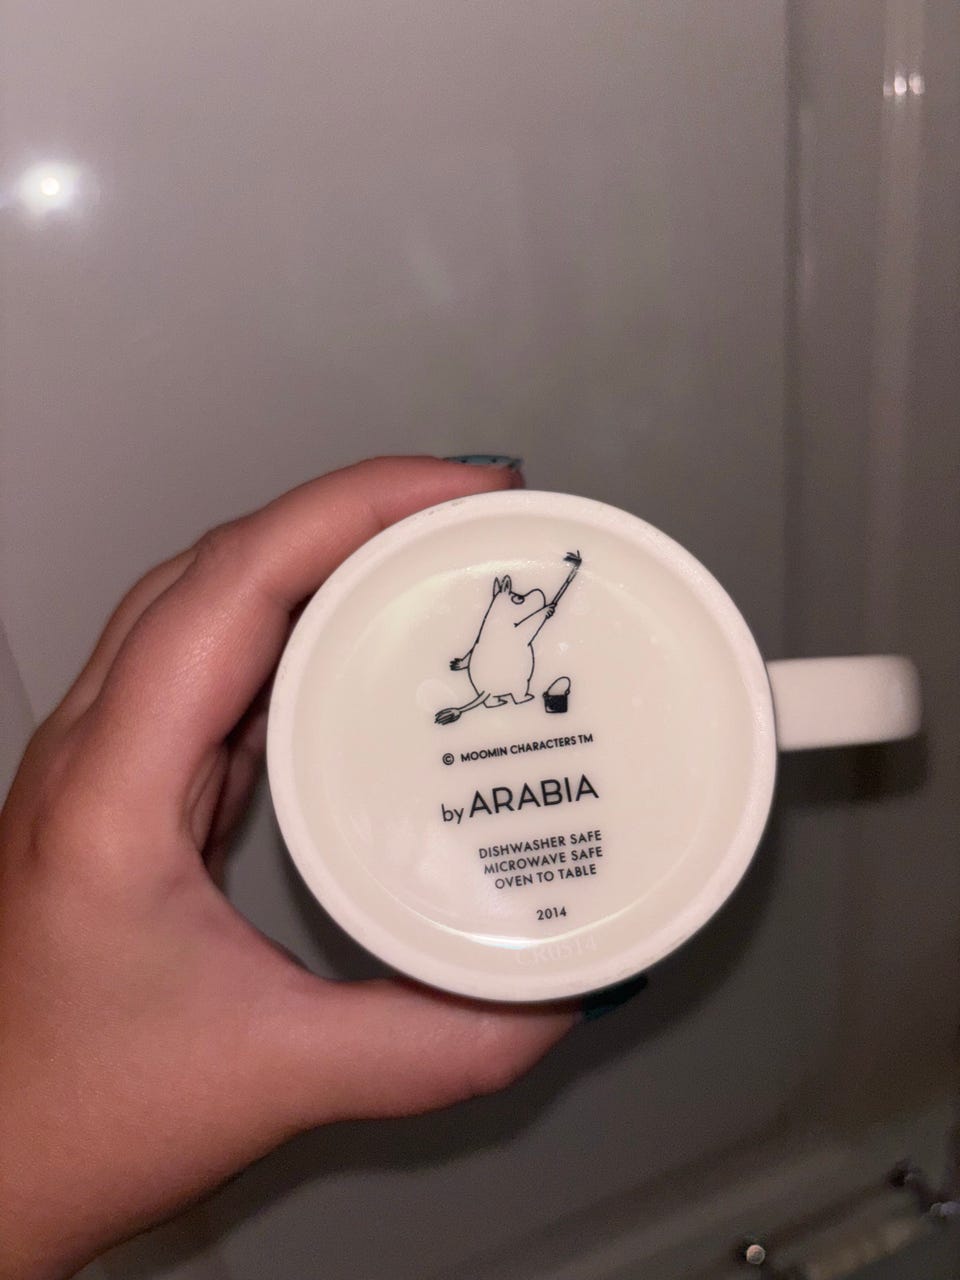 © MOOMIN CHARACTERS TM
by ARABIA
DISHWASHER SAFE
MICROWAVE SAFE
OVEN TO TABLE
2014